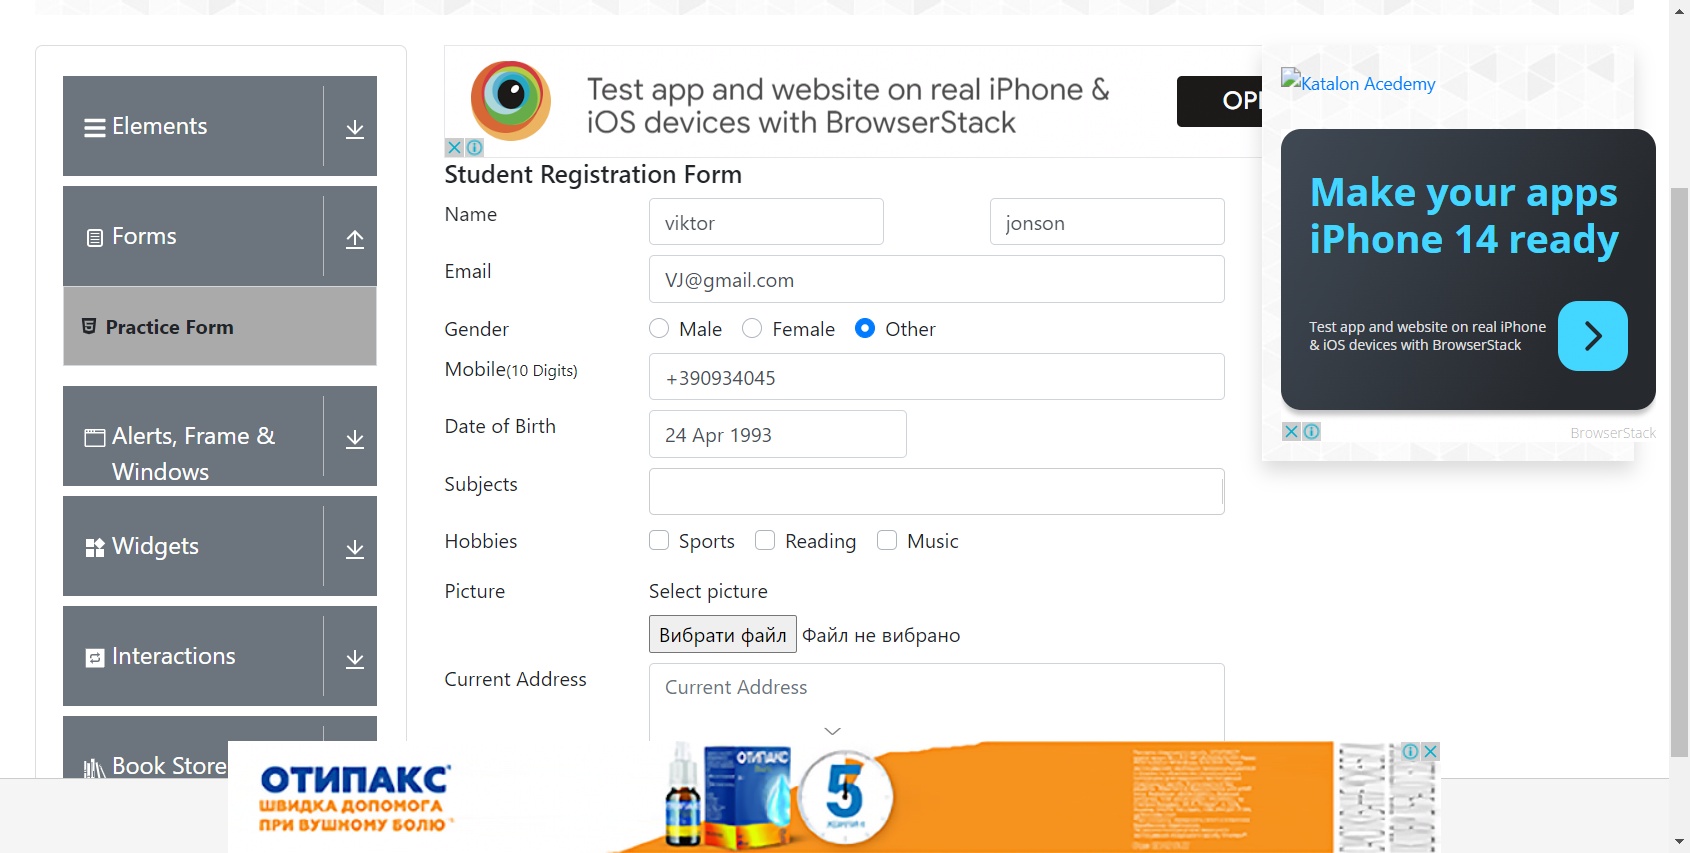 Elements
Forms
Practice Form
Alerts, Frame &
Windows
Widgets
Interactions
Book Store
Test app and website on real iPhone &
iOS devices with BrowserStack
OPE
Student Registration Form
Name
viktor
jonson
Email
VJ@gmail.com
Gender
Male
Female
Other
Mobile(10 Digits)
+390934045
Date of Birth
24 Apr 1993
Subjects
Hobbies
Sports
Reading
Music
Picture
Select picture
Вибрати файл
Файл не вибрано
Current Address
Current Address
Katalon Acedemy
Make your apps
iPhone 14 ready
Test app and website on real iPhone
& iOS devices with BrowserStack
BrowserStack
ОТИПАКС®
ШВИДКА ДОПОМОГА
ПРИ ВУШНОМУ БОЛЮ
ОТИПАКС
5